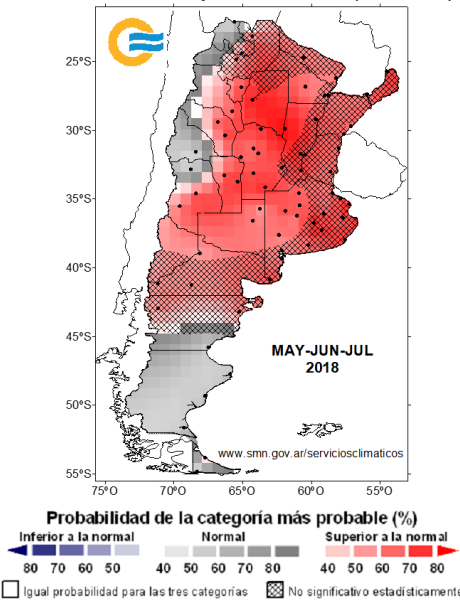 25°S
30°S
35°S
40°S
45°S
50°S
55°S
MAY-JUN-JUL
2018
www.smn.gov.ar/serviciosclimaticos
75°O 70°O 65°O 60°O 55°O
Probabilidad de la categoría más probable (%)
Inferior a la normal Normal Superior a la normal
80 70 60 50 40 50 60 70 80 40 50 60 70 80
Igual probabilidad para las tres categorías No significativo estadísticamente